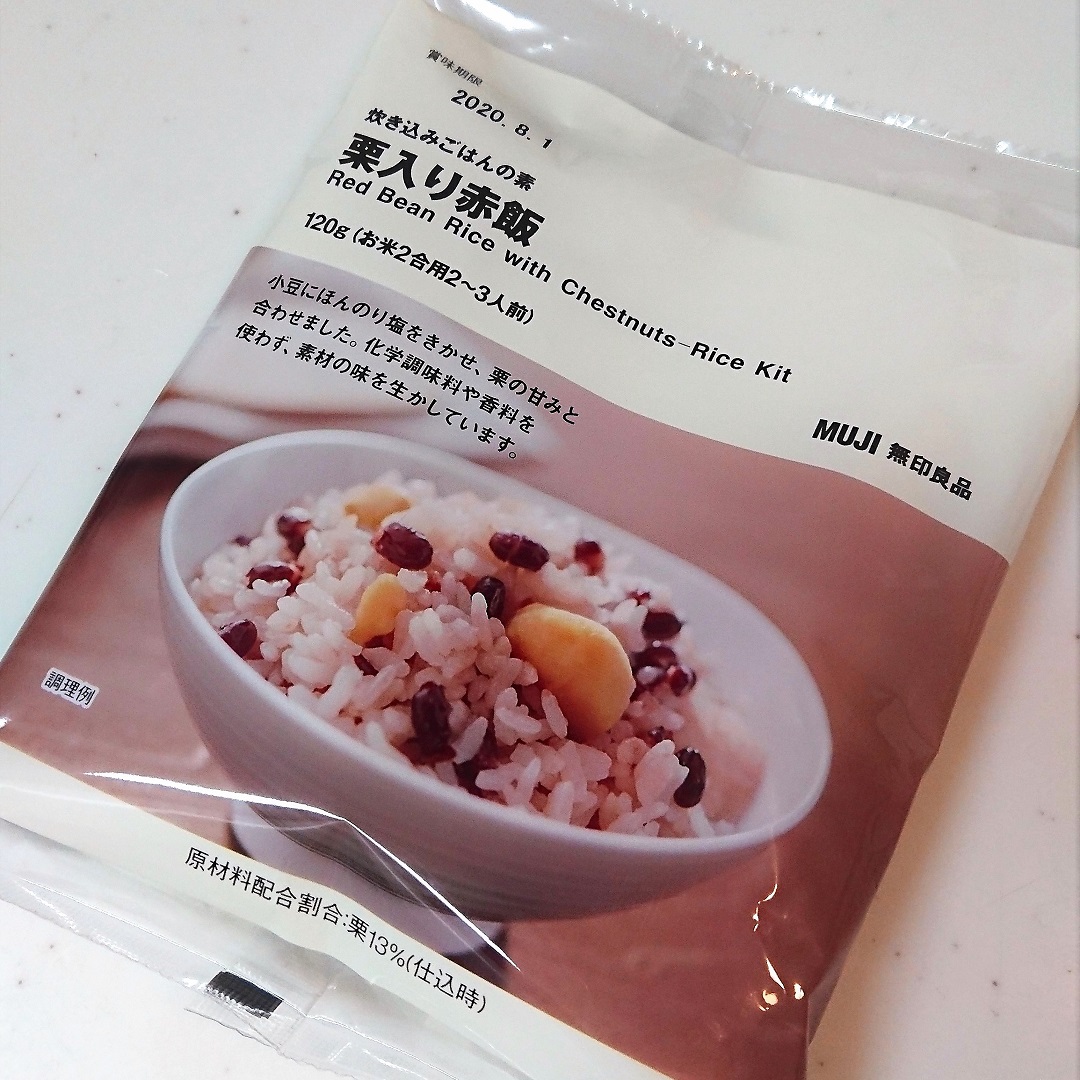 賞味期限
2020. 8. 1
炊き込みごはんの素
栗入り赤飯
Red Bean Rice with Chestnuts-Rice Kit
120g (お米2合用2〜3人前)
小豆にほんのり塩をきかせ、栗の甘みと
合わせました。化学調味料や香料を
使わず、素材の味を生かしています。
MUJI 無印良品
調理例
原材料配合割合:栗13%(仕込時)